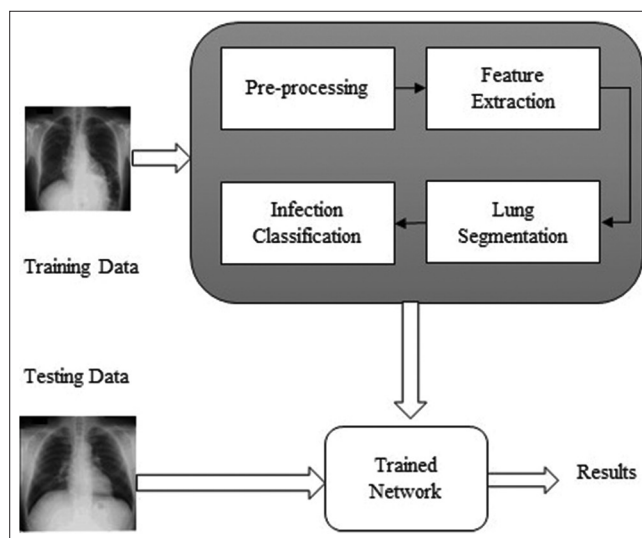 Pre-processing
Feature
Extraction
Infection
Classification
Lung
Segmentation
Training Data
Testing Data
Trained
Network
Results